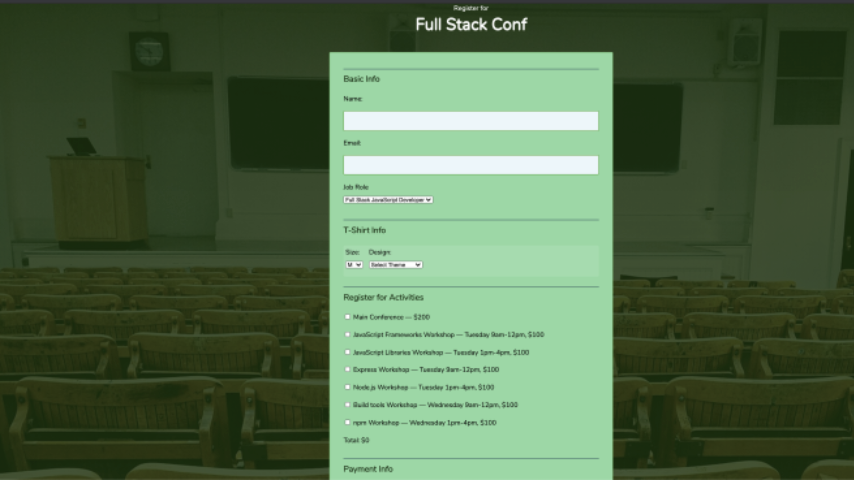 Register for
Full Stack Conf
Basic Info
Name:
Email:
Job Role
Full Stack JavaScript Developer
T-Shirt Info
Size: Design:
M Select Theme
Register for Activities
Main Conference — $200
JavaScript Frameworks Workshop — Tuesday 9am-12pm, $100
JavaScript Libraries Workshop — Tuesday 1pm-4pm, $100
Express Workshop — Tuesday 9am-12pm, $100
Node.js Workshop — Tuesday 1pm-4pm, $100
Build tools Workshop — Wednesday 9am-12pm, $100
npm Workshop — Wednesday 1pm-4pm, $100
Total: $0
Payment Info